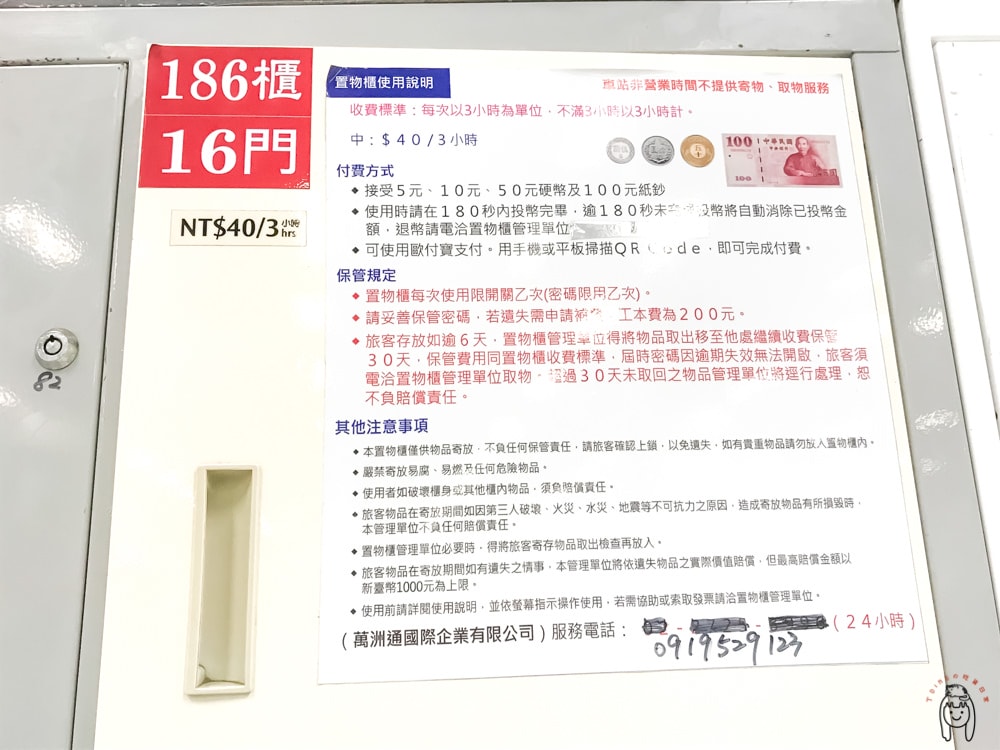 186櫃
16門
NT$40/3小時
hrs
82
置物櫃使用說明
車站非營業時間不提供寄物、取物服務
收費標準：每次以3小時為單位，不滿3小時以3小時計。
中：$40/3小時
100 中華民國
100
付費方式
◆ 接受5元、10元、50元硬幣及100元紙鈔
◆ 使用時請在180秒內投幣完畢，逾180秒未 投幣將自動消除已投幣金
額，退幣請電洽置物櫃管理單位
◆ 可使用歐付寶支付。用手機或平板掃描QR Code，即可完成付費。
保管規定
◆ 置物櫃每次使用限開關乙次(密碼限用乙次)。
◆ 請妥善保管密碼，若遺失需申請補 工本費為200元。
◆ 旅客存放如逾6天，置物櫃管理單位得將物品取出移至他處繼續收費保管
30天，保管費用同置物櫃收費標準，屆時密碼因逾期失效無法開啟，旅客須
電洽置物櫃管理單位取物。超過30天未取回之物品管理單位將逕行處理，恕
不負賠償責任。
其他注意事項
◆ 本置物櫃僅供物品寄放，不負任何保管責任，請旅客確認上鎖，以免遺失，如有貴重物品請勿放入置物櫃內。
◆ 嚴禁寄放易腐、易燃及任何危險物品。
◆ 使用者如破壞櫃身或其他櫃內物品，須負賠償責任。
◆ 旅客物品在寄放期間如因第三人破壞、火災、水災、地震等不可抗力之原因，造成寄放物品有所損毀時，
本管理單位不負任何賠償責任。
◆ 置物櫃管理單位必要時，得將旅客寄存物品取出檢查再放入。
◆ 旅客物品在寄放期間如有遺失之情事，本管理單位將依遺失物品之實際價值賠償，但最高賠償金額以
新臺幣1000元為上限。
◆ 使用前請詳閱使用說明，並依螢幕指示操作使用，若需協助或索取發票請洽置物櫃管理單位。
(萬洲通國際企業有限公司)服務電話： (24小時)
0919529123